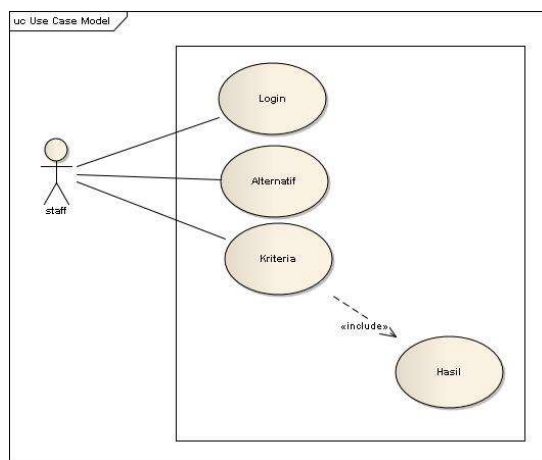 uc Use Case Model
Login
Alternatif
staff
Kriteria
«include»
Hasil